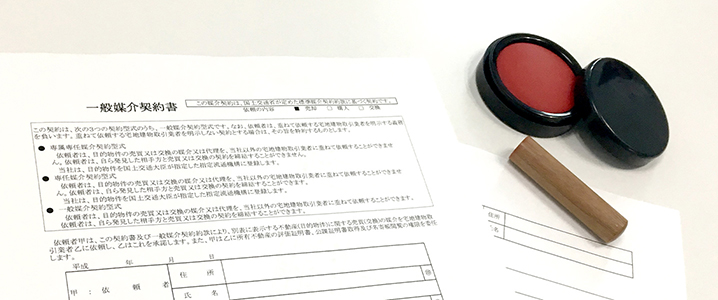 一般媒介契約書
この媒介契約は、国土交通省が定めた標準媒介契約約款に基づく契約です。
依頼の内容 ■ 売却 □ 購入 □ 交換
この契約は、次の3つの契約型式のうち、一般媒介契約型式です。なお、依頼者は、重ねて依頼する宅地建物取引業者を明示する義務
を負います。重ねて依頼する宅地建物取引業者を明示しない契約とする場合は、その旨を特約するものとします。
● 専属専任媒介契約型式
依頼者は、目的物件の売買又は交換の媒介又は代理を、当社以外の宅地建物取引業者に重ねて依頼することができませ
ん。依頼者は、自ら発見した相手方と売買又は交換の契約を締結することができません。
当社は、目的物件を国土交通大臣が指定した指定流通機構に登録します。
● 専任媒介契約型式
依頼者は、目的物件の売買又は交換の媒介又は代理を、当社以外の宅地建物取引業者に重ねて依頼することができませ
ん。依頼者は、自ら発見した相手方と売買又は交換の契約を締結することができます。
当社は、目的物件を国土交通大臣が指定した指定流通機構に登録します。
● 一般媒介契約型式
依頼者は、目的物件の売買又は交換の媒介又は代理を、当社以外の宅地建物取引業者に重ねて依頼することができます。
依頼者は、自ら発見した相手方と売買又は交換の契約を締結することができます。
依頼者甲は、この契約書及び一般媒介契約約款により、別表に表示する不動産(目的物件)に関する売買(交換)の媒介を宅地建物取
引業者乙に依頼し、乙はこれを承諾します。また、甲は乙に所有不動産の評価証明書、公課証明書取得及び名寄帳閲覧の権限を委任
します。
平成 年 月 日
甲:依頼者
住所
氏名
住所
名